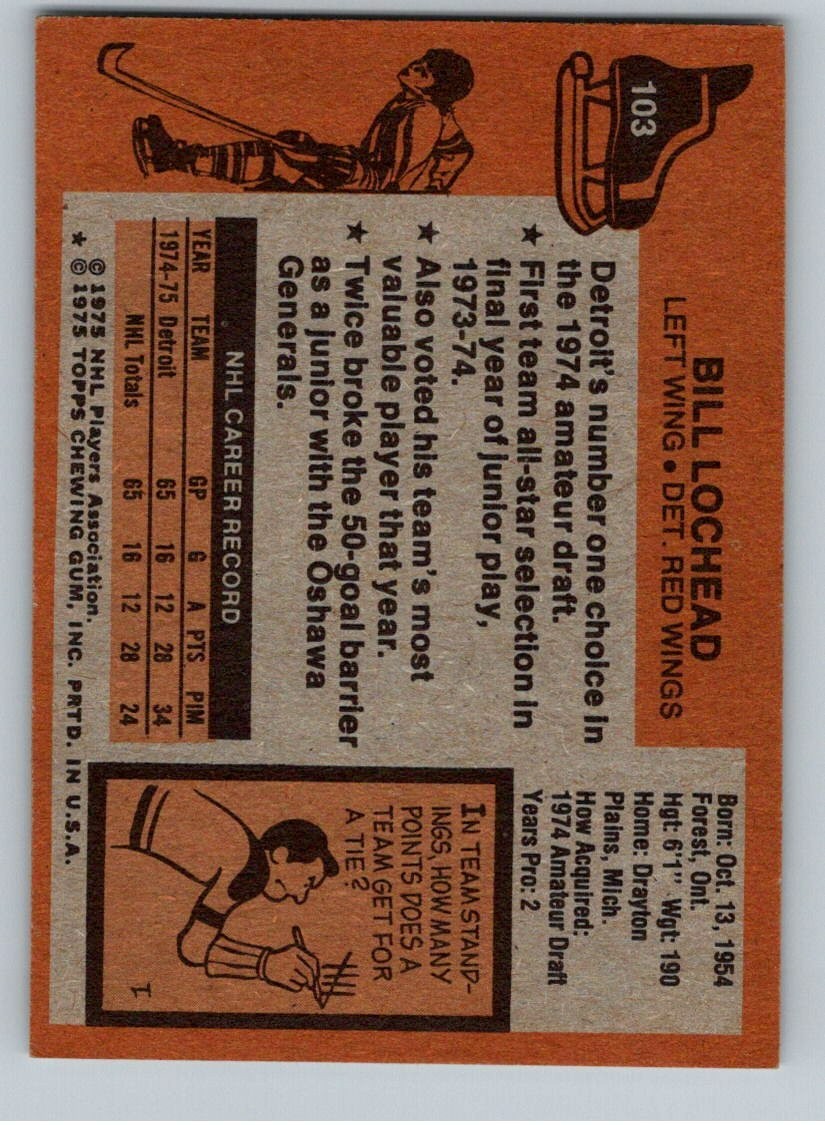 103
BILL LOCHEAD
LEFT WING • DET. RED WINGS
Born: Oct. 13, 1954
Forest, Ont.
Hgt: 6'1" Wgt: 190
Home: Drayton
Plains, Mich.
How Acquired:
1974 Amateur Draft
Years Pro: 2
Detroit's number one choice in
the 1974 amateur draft.
★ First team all-star selection in
final year of junior play,
1973-74.
★ Also voted his team's most
valuable player that year.
★ Twice broke the 50-goal barrier
as a junior with the Oshawa
Generals.
NHL CAREER RECORD
YEAR TEAM GP G A PTS PIM
1974-75 Detroit 65 16 12 28 34
NHL Totals 65 16 12 28 24
© 1975 NHL Players Association.
★ © 1975 TOPPS CHEWING GUM, INC. PRTD. IN U.S.A.
IN TEAM STAND-
INGS, HOW MANY
POINTS DOES A
TEAM GET FOR
A TIE?
1